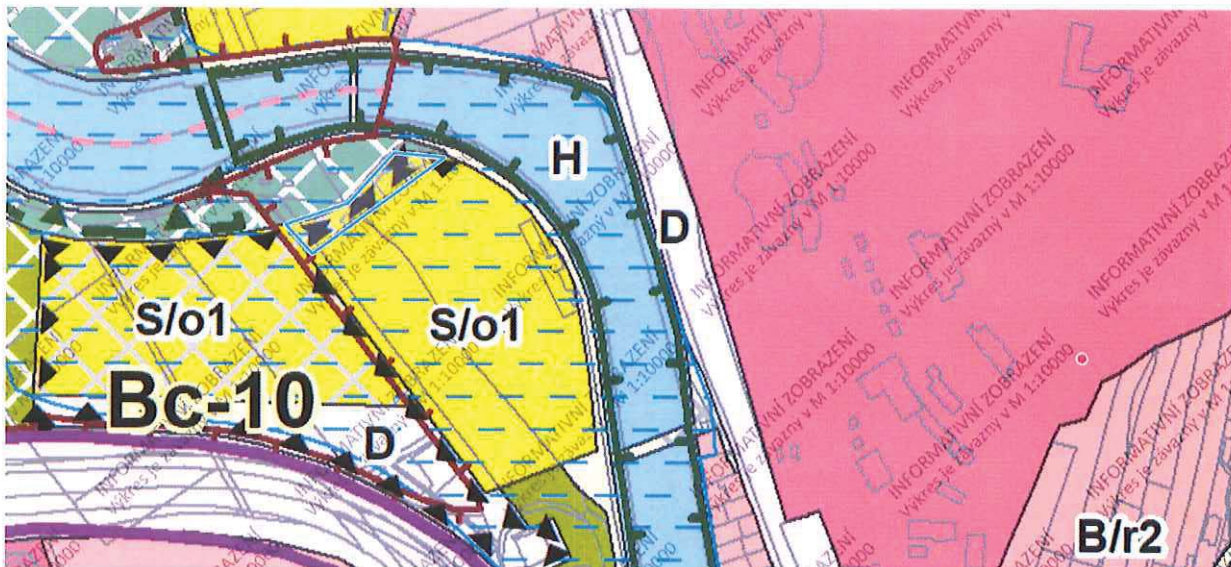 INFORMATIVNÍ ZOBRAZENÍ
Výkres je závazný v M 1:10000
H
D
S/o1
S/o1
Bc-10
D
B/r2